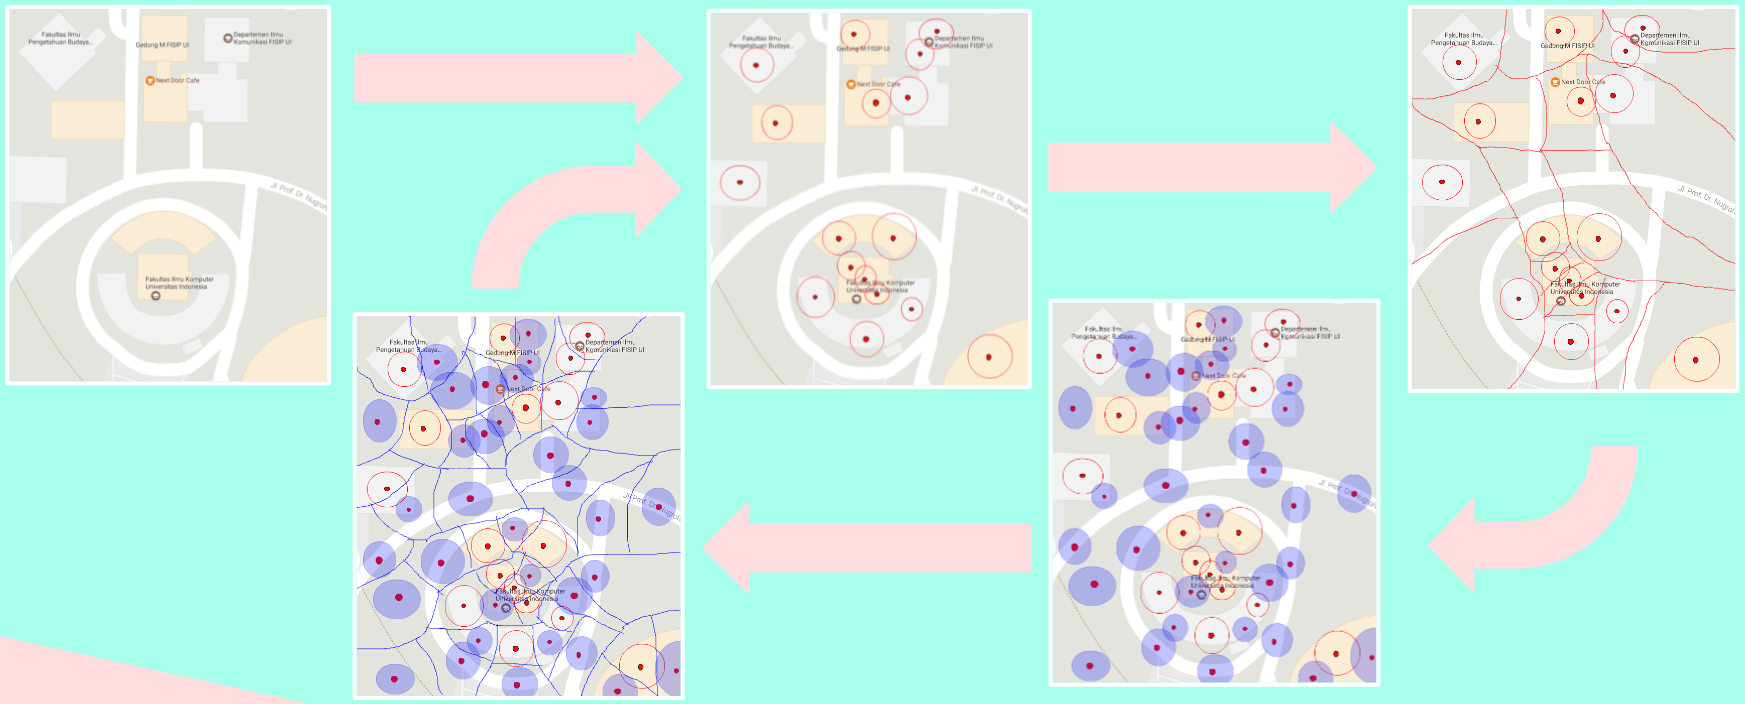 Fakultas Ilmu
Pengetahuan Budaya...
Gedung M FISIP UI
Departemen Ilmu
Komunikasi FISIP UI
Next Door Cafe
Jl. Prof. Dr. Nugroh
Fakultas Ilmu Komputer
Universitas Indonesia
Fakultas Ilmu
Pengetahuan Budaya...
Gedung M FISIP UI
Departemen Ilmu
Komunikasi FISIP UI
Next Door Cafe
Jl. Prof. Dr. Nugroh
Fakultas Ilmu Komputer
Universitas Indonesia
Fakultas Ilmu
Pengetahuan Budaya...
Gedung M FISIP UI
Departemen Ilmu
Komunikasi FISIP UI
Next Door Cafe
Jl. Prof. Dr. Nugroh
Fakultas Ilmu Komputer
Universitas Indonesia
Fakultas Ilmu
Pengetahuan Budaya...
Gedung M FISIP UI
Departemen Ilmu
Komunikasi FISIP UI
Next Door Cafe
Jl. Prof. Dr. Nugroh
Fakultas Ilmu Komputer
Universitas Indonesia
Fakultas Ilmu
Pengetahuan Budaya...
Gedung M FISIP UI
Departemen Ilmu
Komunikasi FISIP UI
Next Door Cafe
Jl. Prof. Dr.
Fakultas Ilmu Komputer
Universitas Indonesia